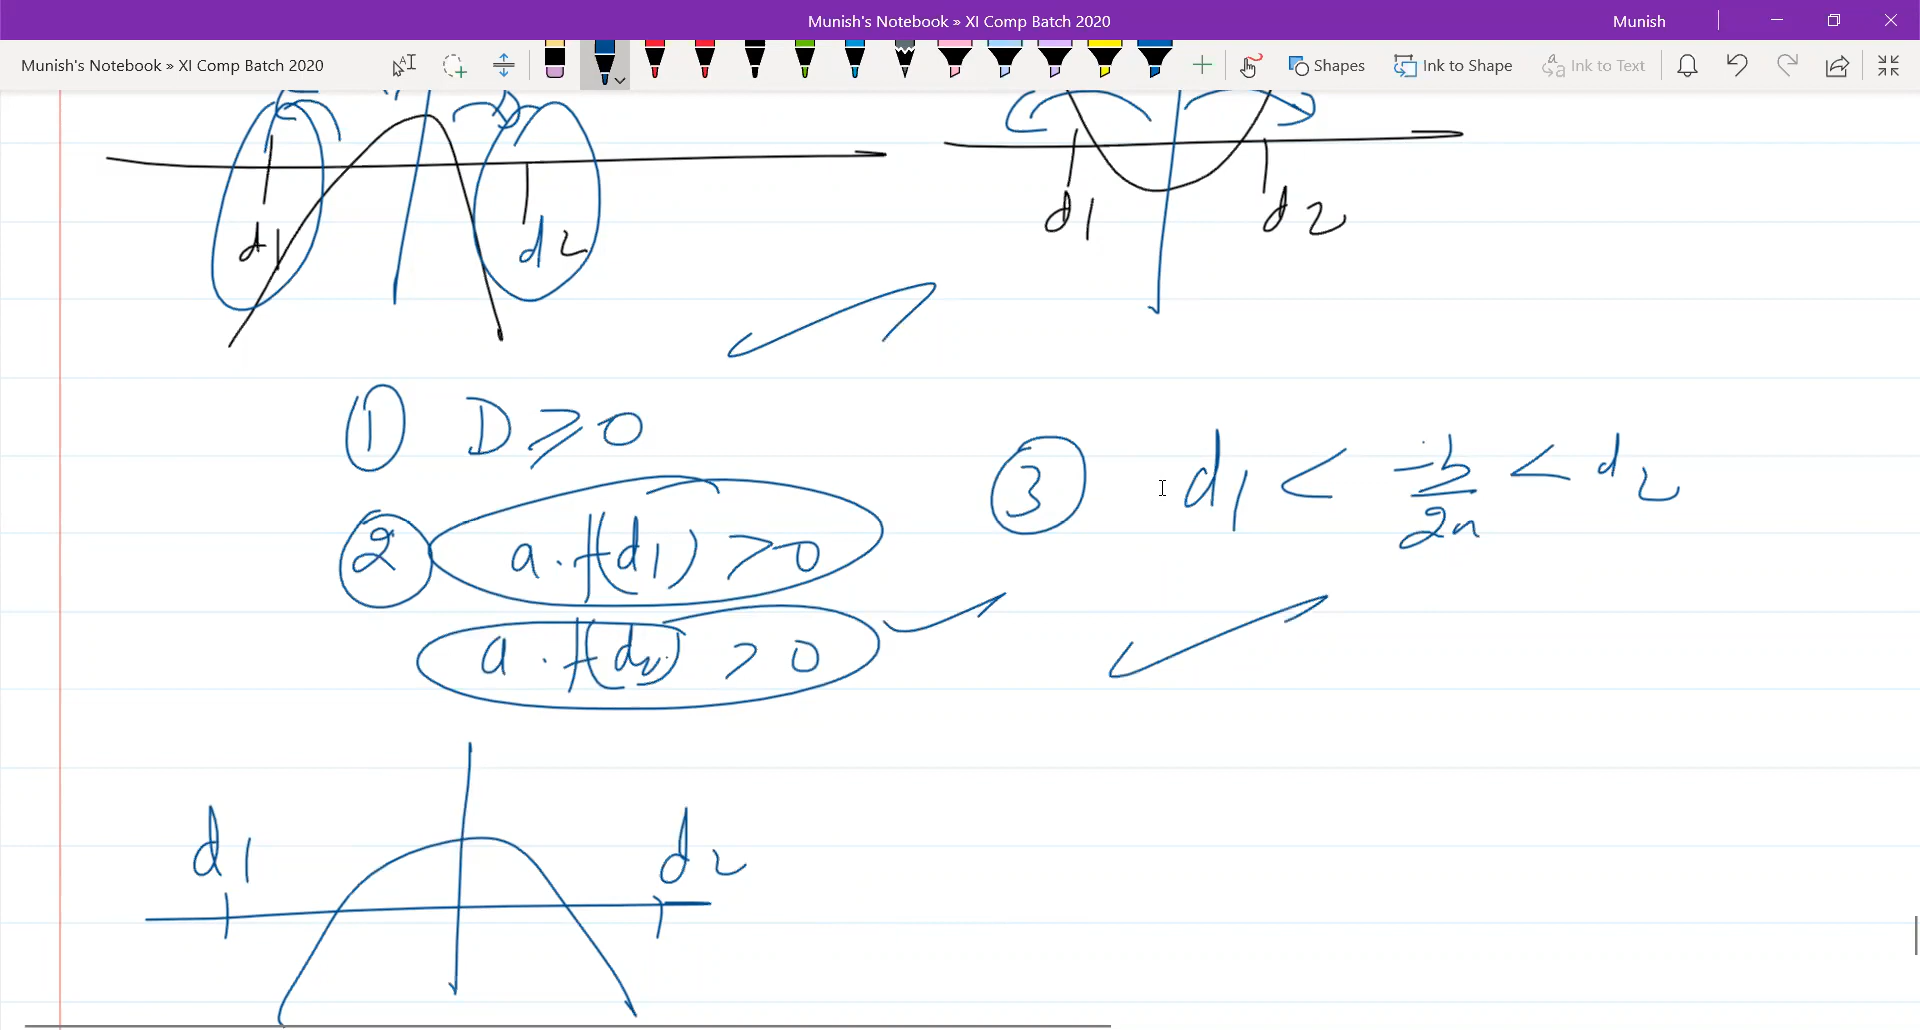 Munish's Notebook » XI Comp Batch 2020
Munish
Munish's Notebook » XI Comp Batch 2020
Shapes
Ink to Shape
Ink to Text
d1
d2
d1
d2
① D ⩾ 0
② a·f(d1) > 0
a·f(d2) > 0
③ d1 < -b/2a < d2
d1
d2